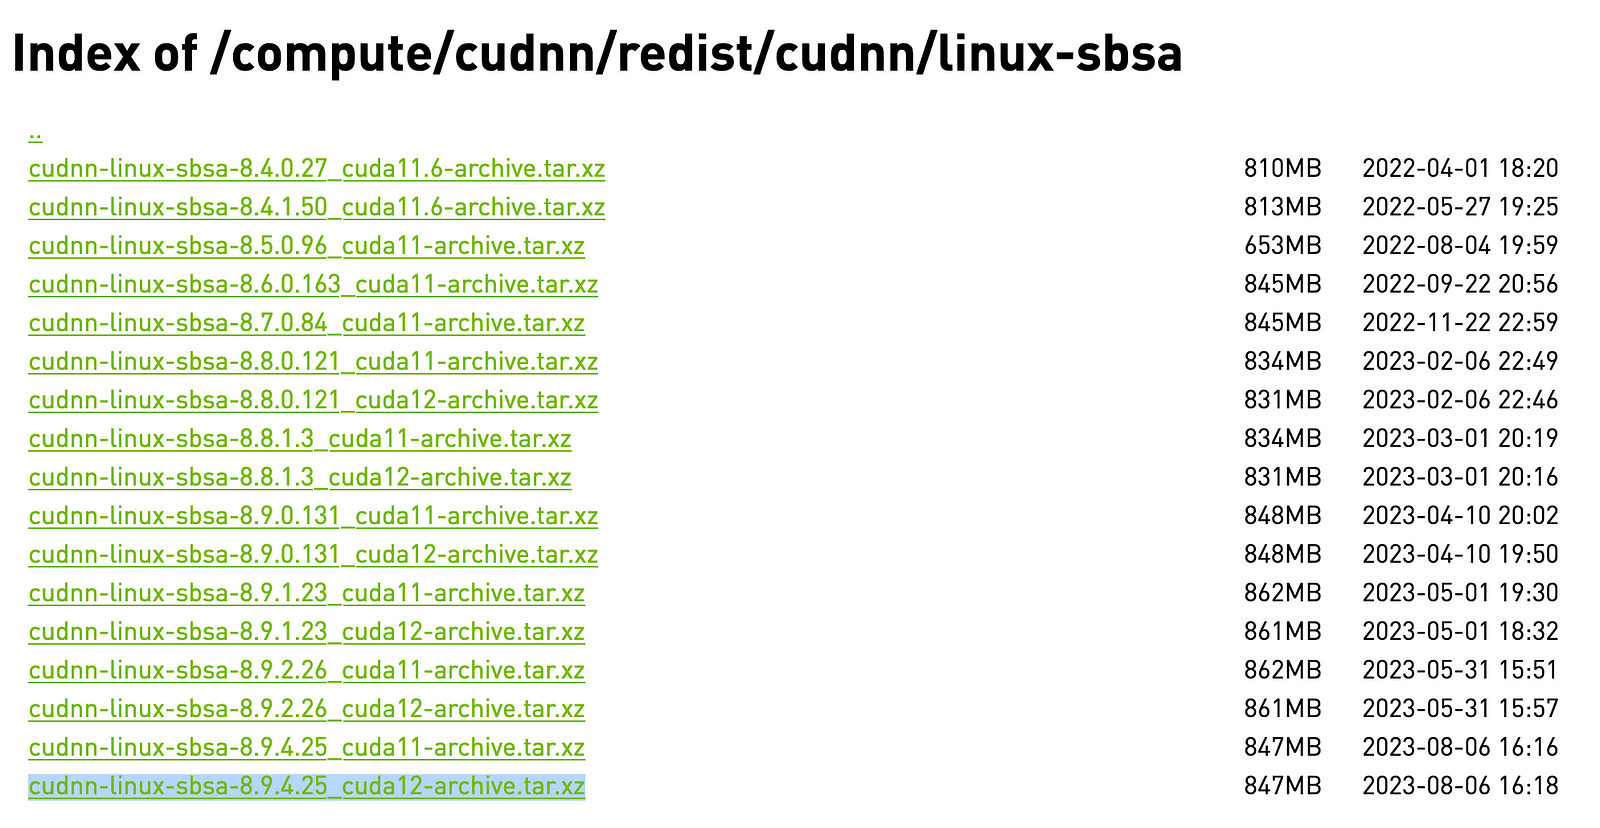 Index of /compute/cudnn/redist/cudnn/linux-sbsa
..
cudnn-linux-sbsa-8.4.0.27_cuda11.6-archive.tar.xz 810MB 2022-04-01 18:20
cudnn-linux-sbsa-8.4.1.50_cuda11.6-archive.tar.xz 813MB 2022-05-27 19:25
cudnn-linux-sbsa-8.5.0.96_cuda11-archive.tar.xz 653MB 2022-08-04 19:59
cudnn-linux-sbsa-8.6.0.163_cuda11-archive.tar.xz 845MB 2022-09-22 20:56
cudnn-linux-sbsa-8.7.0.84_cuda11-archive.tar.xz 845MB 2022-11-22 22:59
cudnn-linux-sbsa-8.8.0.121_cuda11-archive.tar.xz 834MB 2023-02-06 22:49
cudnn-linux-sbsa-8.8.0.121_cuda12-archive.tar.xz 831MB 2023-02-06 22:46
cudnn-linux-sbsa-8.8.1.3_cuda11-archive.tar.xz 834MB 2023-03-01 20:19
cudnn-linux-sbsa-8.8.1.3_cuda12-archive.tar.xz 831MB 2023-03-01 20:16
cudnn-linux-sbsa-8.9.0.131_cuda11-archive.tar.xz 848MB 2023-04-10 20:02
cudnn-linux-sbsa-8.9.0.131_cuda12-archive.tar.xz 848MB 2023-04-10 19:50
cudnn-linux-sbsa-8.9.1.23_cuda11-archive.tar.xz 862MB 2023-05-01 19:30
cudnn-linux-sbsa-8.9.1.23_cuda12-archive.tar.xz 861MB 2023-05-01 18:32
cudnn-linux-sbsa-8.9.2.26_cuda11-archive.tar.xz 862MB 2023-05-31 15:51
cudnn-linux-sbsa-8.9.2.26_cuda12-archive.tar.xz 861MB 2023-05-31 15:57
cudnn-linux-sbsa-8.9.4.25_cuda11-archive.tar.xz 847MB 2023-08-06 16:16
cudnn-linux-sbsa-8.9.4.25_cuda12-archive.tar.xz 847MB 2023-08-06 16:18